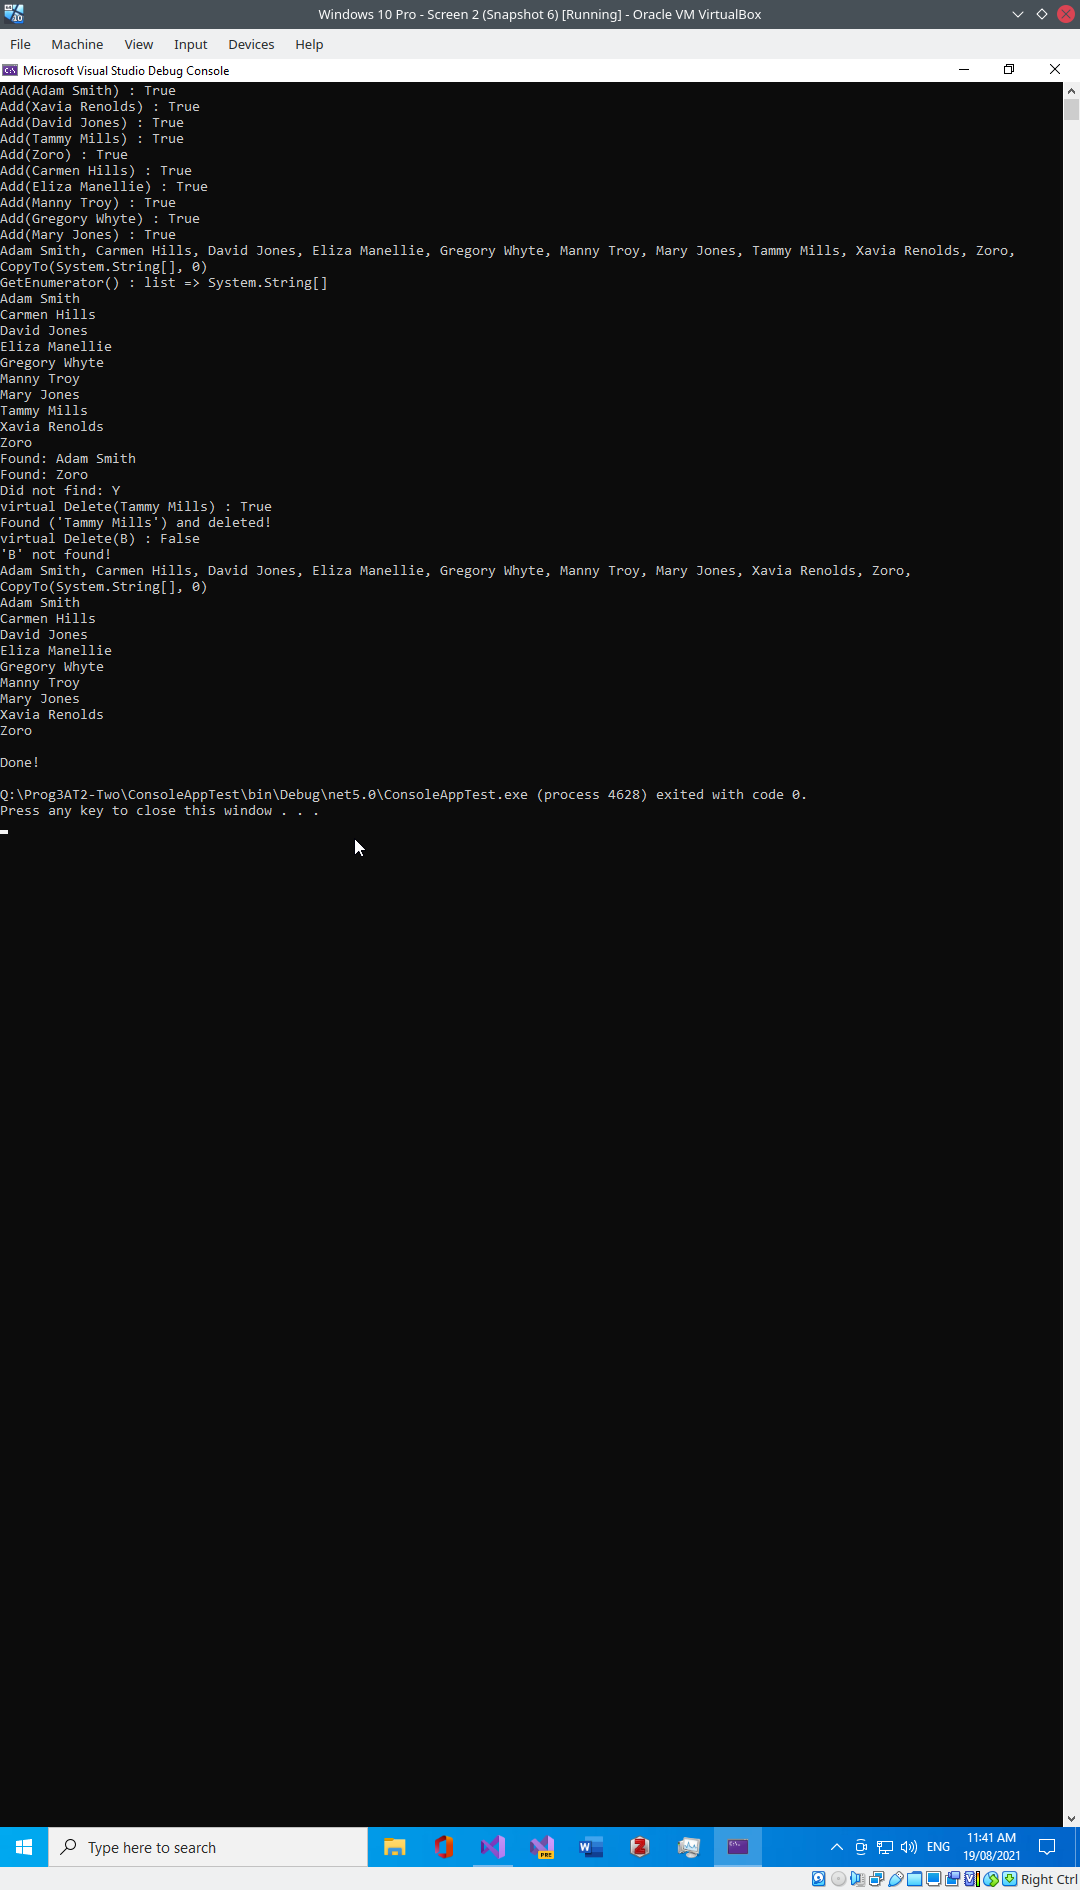 Windows 10 Pro - Screen 2 (Snapshot 6) [Running] - Oracle VM VirtualBox
File Machine View Input Devices Help
Microsoft Visual Studio Debug Console
Add(Adam Smith) : True
Add(Xavia Renolds) : True
Add(David Jones) : True
Add(Tammy Mills) : True
Add(Zoro) : True
Add(Carmen Hills) : True
Add(Eliza Manellie) : True
Add(Manny Troy) : True
Add(Gregory Whyte) : True
Add(Mary Jones) : True
Adam Smith, Carmen Hills, David Jones, Eliza Manellie, Gregory Whyte, Manny Troy, Mary Jones, Tammy Mills, Xavia Renolds, Zoro,
CopyTo(System.String[], 0)
GetEnumerator() : list => System.String[]
Adam Smith
Carmen Hills
David Jones
Eliza Manellie
Gregory Whyte
Manny Troy
Mary Jones
Tammy Mills
Xavia Renolds
Zoro
Found: Adam Smith
Found: Zoro
Did not find: Y
virtual Delete(Tammy Mills) : True
Found ('Tammy Mills') and deleted!
virtual Delete(B) : False
'B' not found!
Adam Smith, Carmen Hills, David Jones, Eliza Manellie, Gregory Whyte, Manny Troy, Mary Jones, Xavia Renolds, Zoro,
CopyTo(System.String[], 0)
Adam Smith
Carmen Hills
David Jones
Eliza Manellie
Gregory Whyte
Manny Troy
Mary Jones
Xavia Renolds
Zoro
Done!
Q:\Prog3AT2-Two\ConsoleAppTest\bin\Debug\net5.0\ConsoleAppTest.exe (process 4628) exited with code 0.
Press any key to close this window . . .
Type here to search
PRE
ENG
11:41 AM
19/08/2021
Right Ctrl